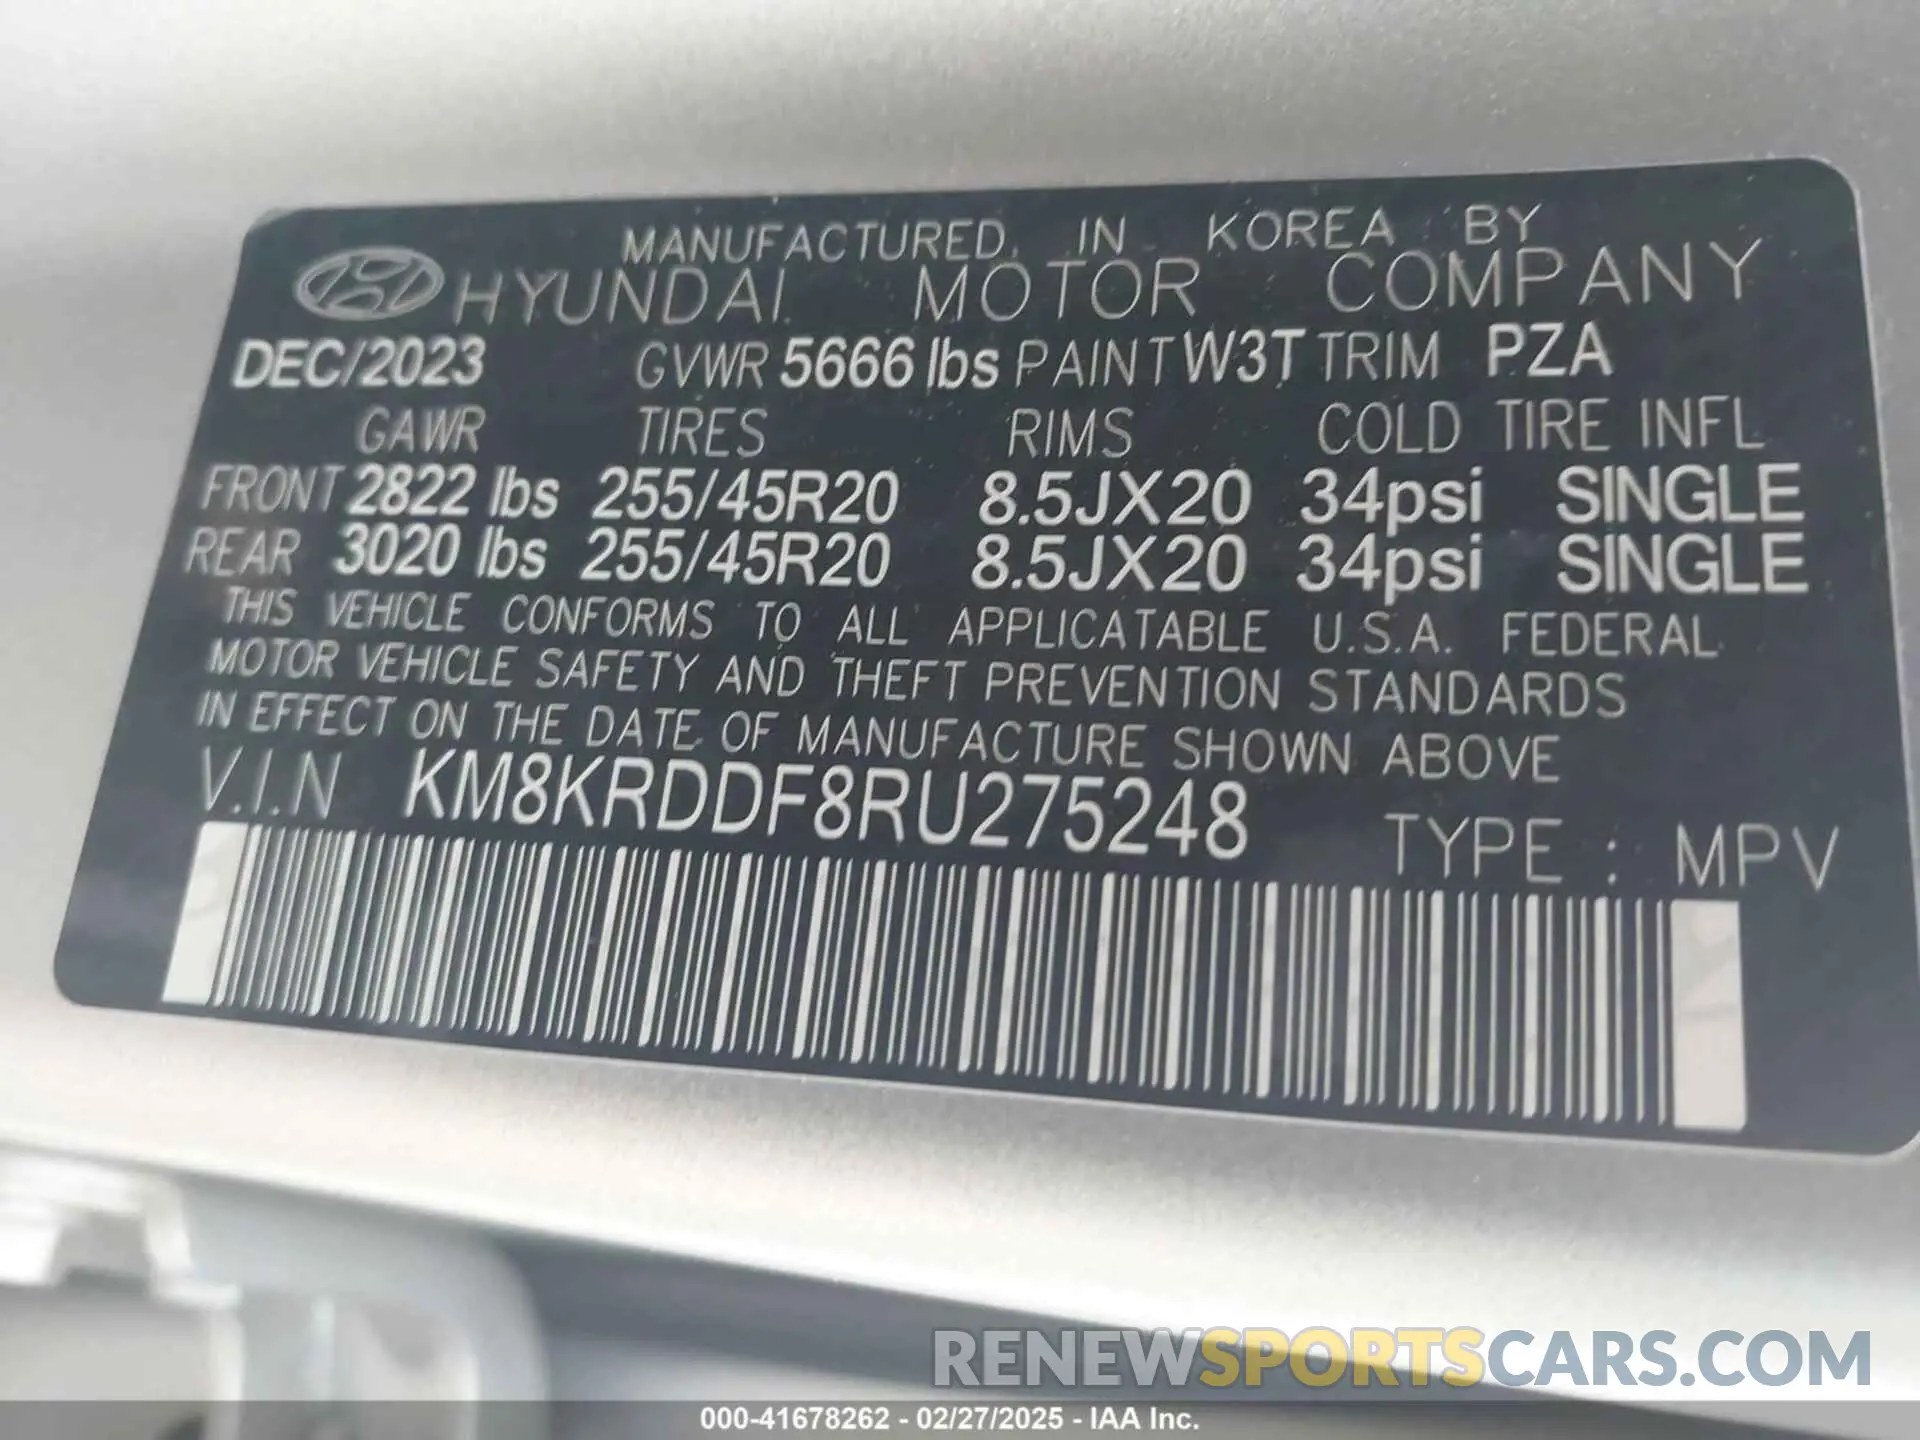 MANUFACTURED IN KOREA BY
HYUNDAI MOTOR COMPANY
DEC/2023 GVWR 5666 lbs PAINT W3T TRIM PZA
GAWR TIRES RIMS COLD TIRE INFL
FRONT 2822 lbs 255/45R20 8.5JX20 34psi SINGLE
REAR 3020 lbs 255/45R20 8.5JX20 34psi SINGLE
THIS VEHICLE CONFORMS TO ALL APPLICATABLE U.S.A. FEDERAL
MOTOR VEHICLE SAFETY AND THEFT PREVENTION STANDARDS
IN EFFECT ON THE DATE OF MANUFACTURE SHOWN ABOVE
V.I.N KM8KRDDF8RU275248 TYPE : MPV
RENEWSPORTSCARS.COM
000-41678262 - 02/27/2025 - IAA Inc.